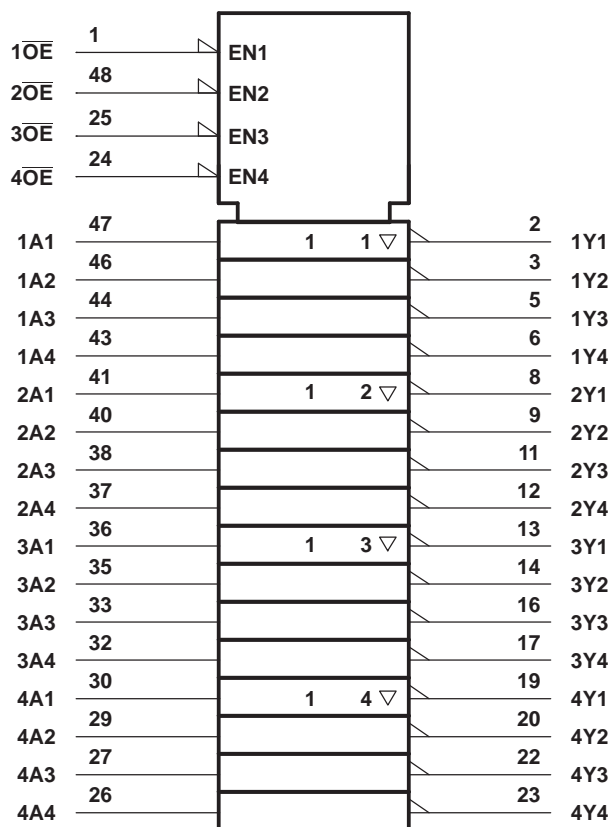 1O̅E̅ 1 EN1
2O̅E̅ 48 EN2
3O̅E̅ 25 EN3
4O̅E̅ 24 EN4
1A1 47 1 1 ▽ 2 1Y1
1A2 46 3 1Y2
1A3 44 5 1Y3
1A4 43 6 1Y4
2A1 41 1 2 ▽ 8 2Y1
2A2 40 9 2Y2
2A3 38 11 2Y3
2A4 37 12 2Y4
3A1 36 1 3 ▽ 13 3Y1
3A2 35 14 3Y2
3A3 33 16 3Y3
3A4 32 17 3Y4
4A1 30 1 4 ▽ 19 4Y1
4A2 29 20 4Y2
4A3 27 22 4Y3
4A4 26 23 4Y4